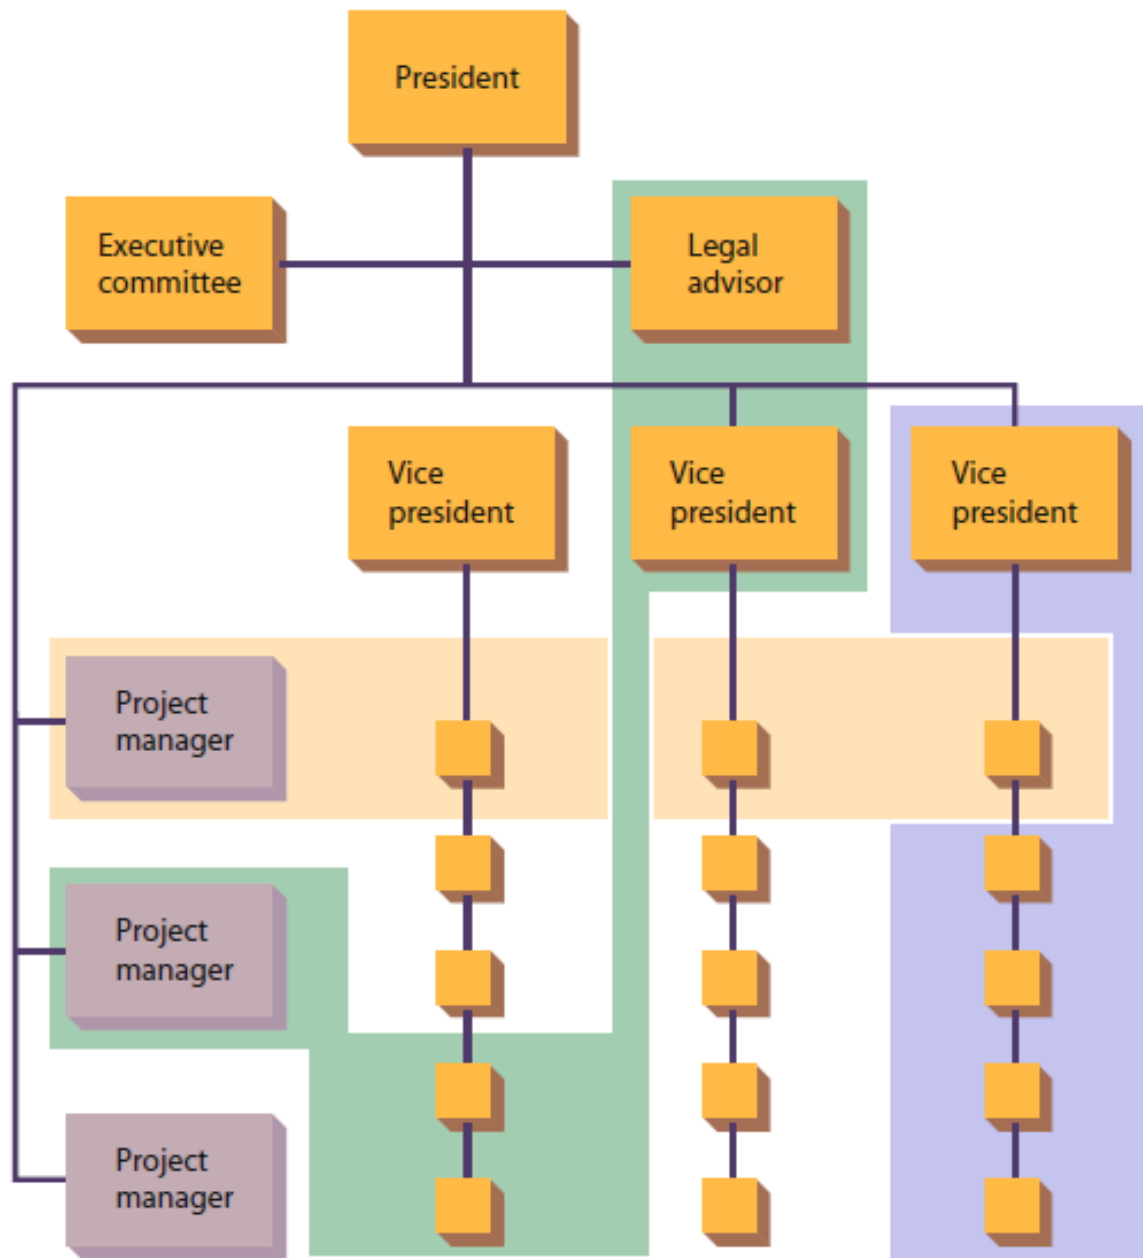 President
Executive
committee
Legal
advisor
Vice
president
Vice
president
Vice
president
Project
manager
Project
manager
Project
manager